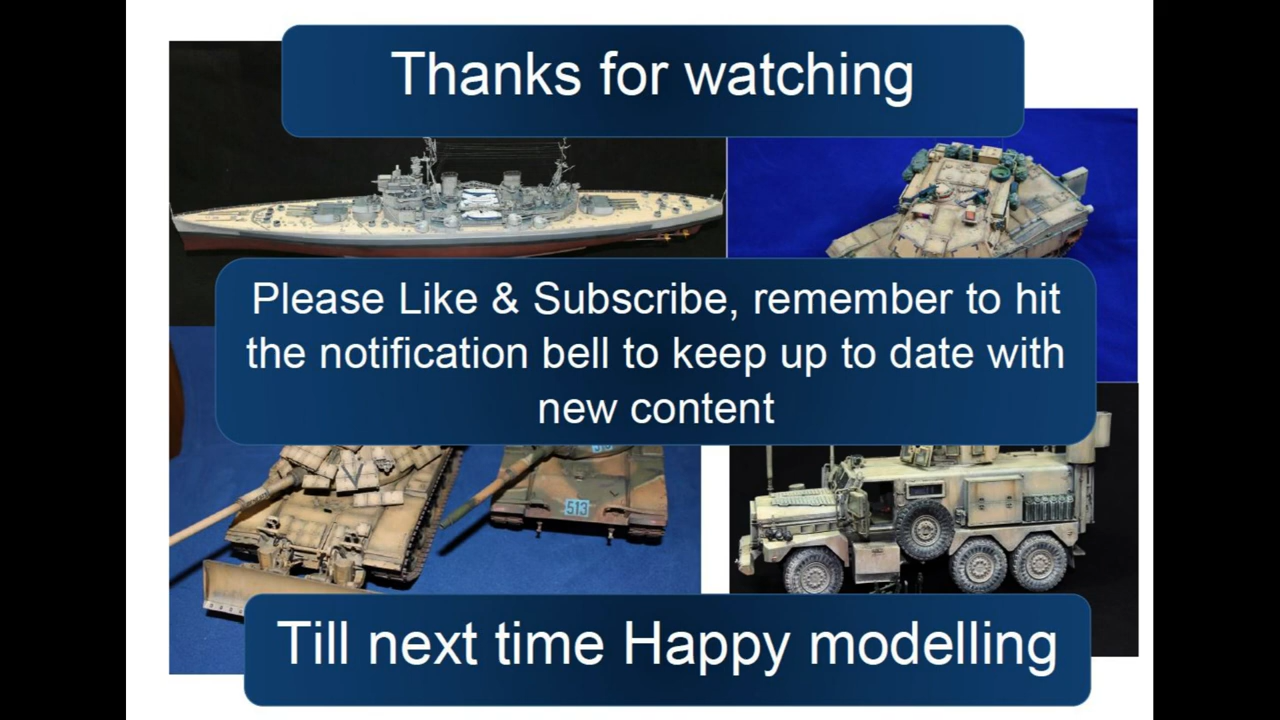 Thanks for watching
Please Like & Subscribe, remember to hit
the notification bell to keep up to date with
new content
513
Till next time Happy modelling